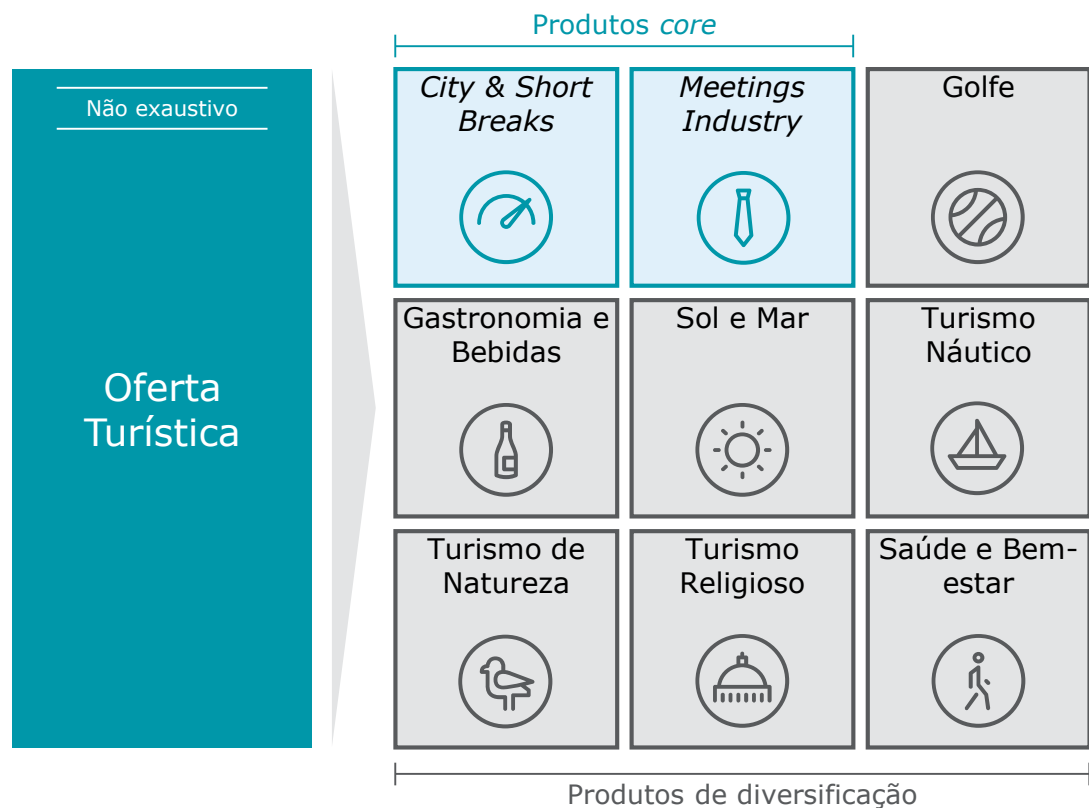 Produtos core
Não exaustivo
Oferta
Turística
City & Short
Breaks
Meetings
Industry
Golfe
Gastronomia e
Bebidas
Sol e Mar
Turismo
Náutico
Turismo de
Natureza
Turismo
Religioso
Saúde e Bem-
estar
Produtos de diversificação